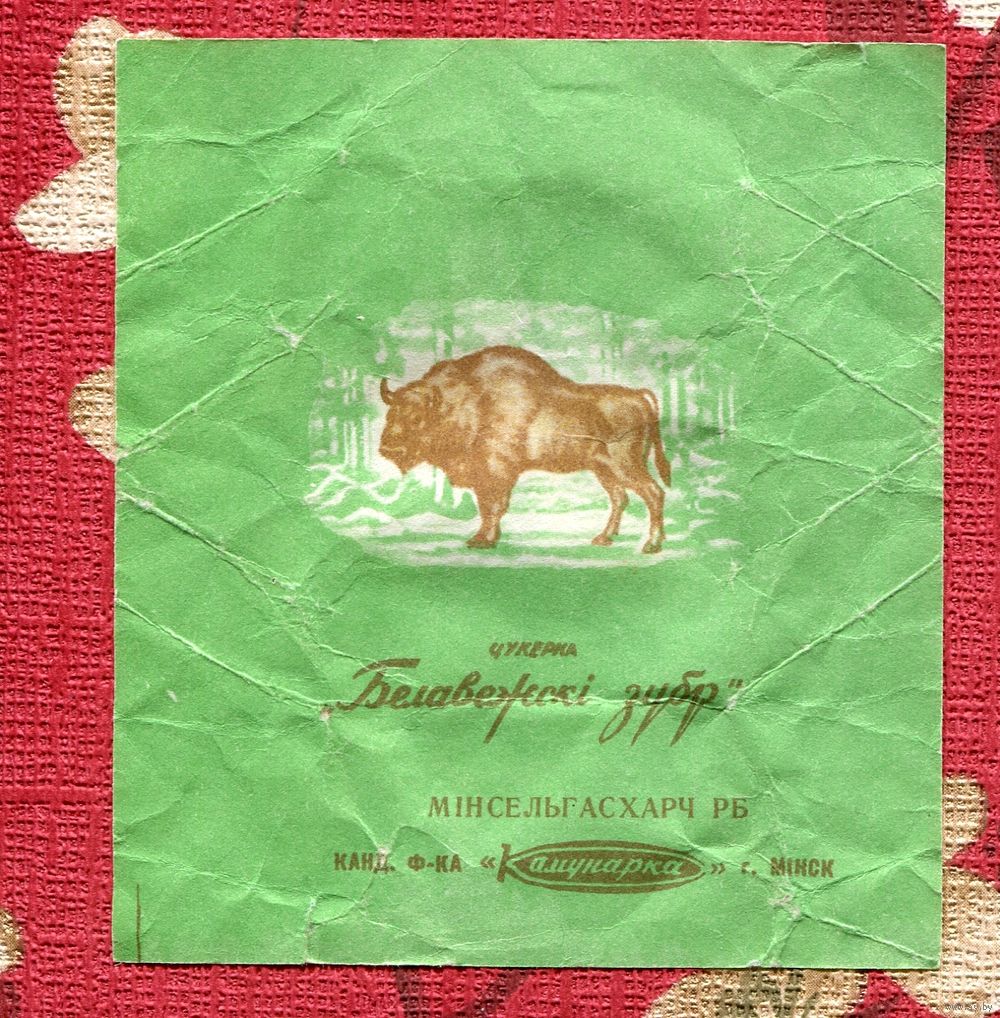 ЦУКЕРКА
„Белавежскі зубр"
МІНСЕЛЬГАСХАРЧ РБ
КАНД. Ф-КА «Камунарка» Г. МІНСК